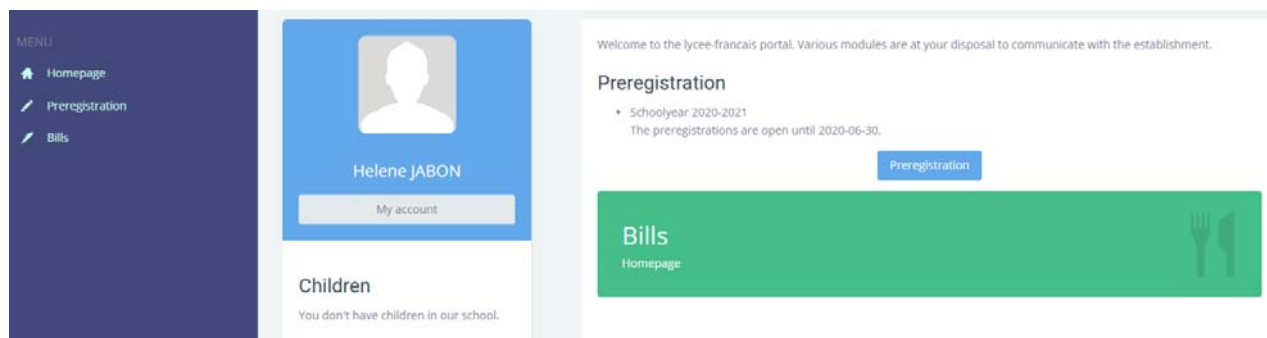 MENU
Homepage
Preregistration
Bills
Helene JABON
My account
Children
You don't have children in our school.
Welcome to the lycee-francais portal. Various modules are at your disposal to communicate with the establishment.
Preregistration
• Schoolyear 2020-2021
The preregistrations are open until 2020-06-30.
Preregistration
Bills
Homepage